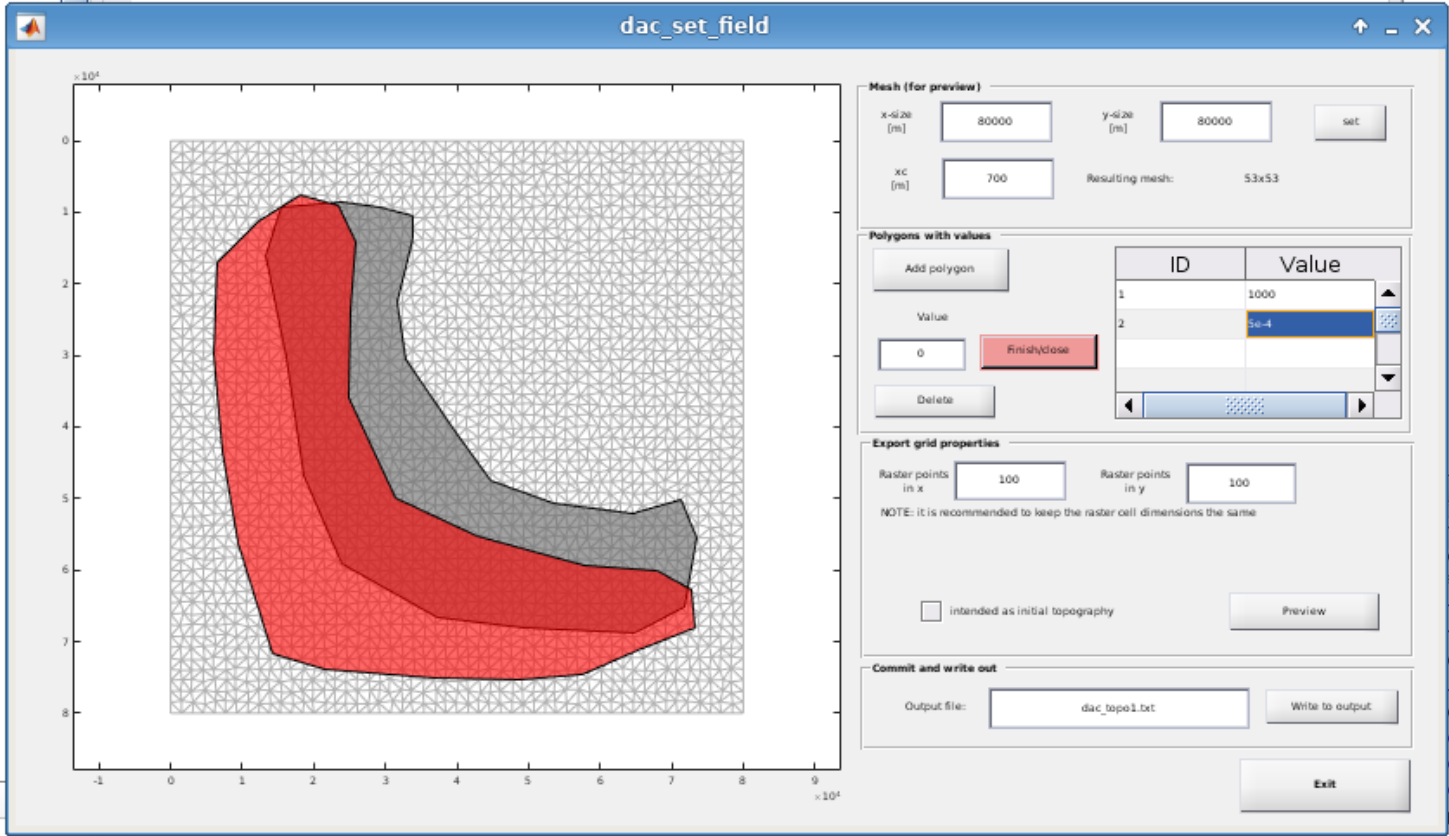 dac_set_field
×10⁴
0
1
2
3
4
5
6
7
8
-1 0 1 2 3 4 5 6 7 8 9
×10⁴
Mesh (for preview)
x-size
[m]
80000
y-size
[m]
80000
set
xc
[m]
700
Resulting mesh:
53x53
Polygons with values
Add polygon
Value
0
Finish/close
Delete
ID Value
1 1000
2 5e-4
Export grid properties
Raster points
in x
100
Raster points
in y
100
NOTE: it is recommended to keep the raster cell dimensions the same
intended as initial topography
Preview
Commit and write out
Output file:
dac_topo1.txt
Write to output
Exit